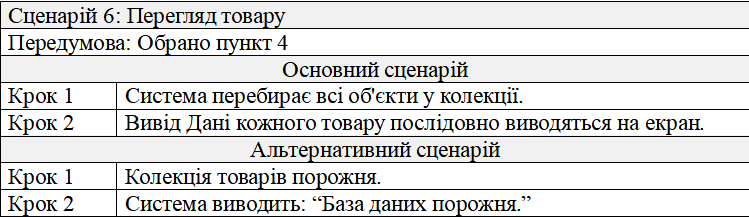 Сценарій 6: Перегляд товару
Передумова: Обрано пункт 4
Основний сценарій
Крок 1 Система перебирає всі об'єкти у колекції.
Крок 2 Вивід Дані кожного товару послідовно виводяться на екран.
Альтернативний сценарій
Крок 1 Колекція товарів порожня.
Крок 2 Система виводить: “База даних порожня.”